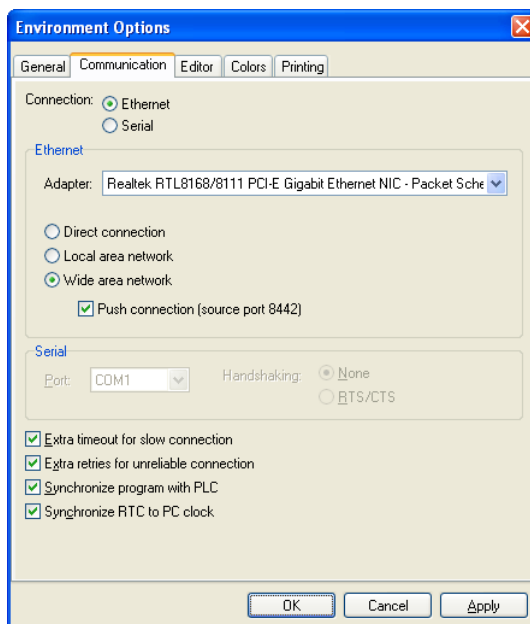 Environment Options
General Communication Editor Colors Printing
Connection: Ethernet
Serial
Ethernet
Adapter: Realtek RTL8168/8111 PCI-E Gigabit Ethernet NIC - Packet Sche
Direct connection
Local area network
Wide area network
Push connection (source port 8442)
Serial
Port: COM1 Handshaking: None
RTS/CTS
Extra timeout for slow connection
Extra retries for unreliable connection
Synchronize program with PLC
Synchronize RTC to PC clock
OK Cancel Apply